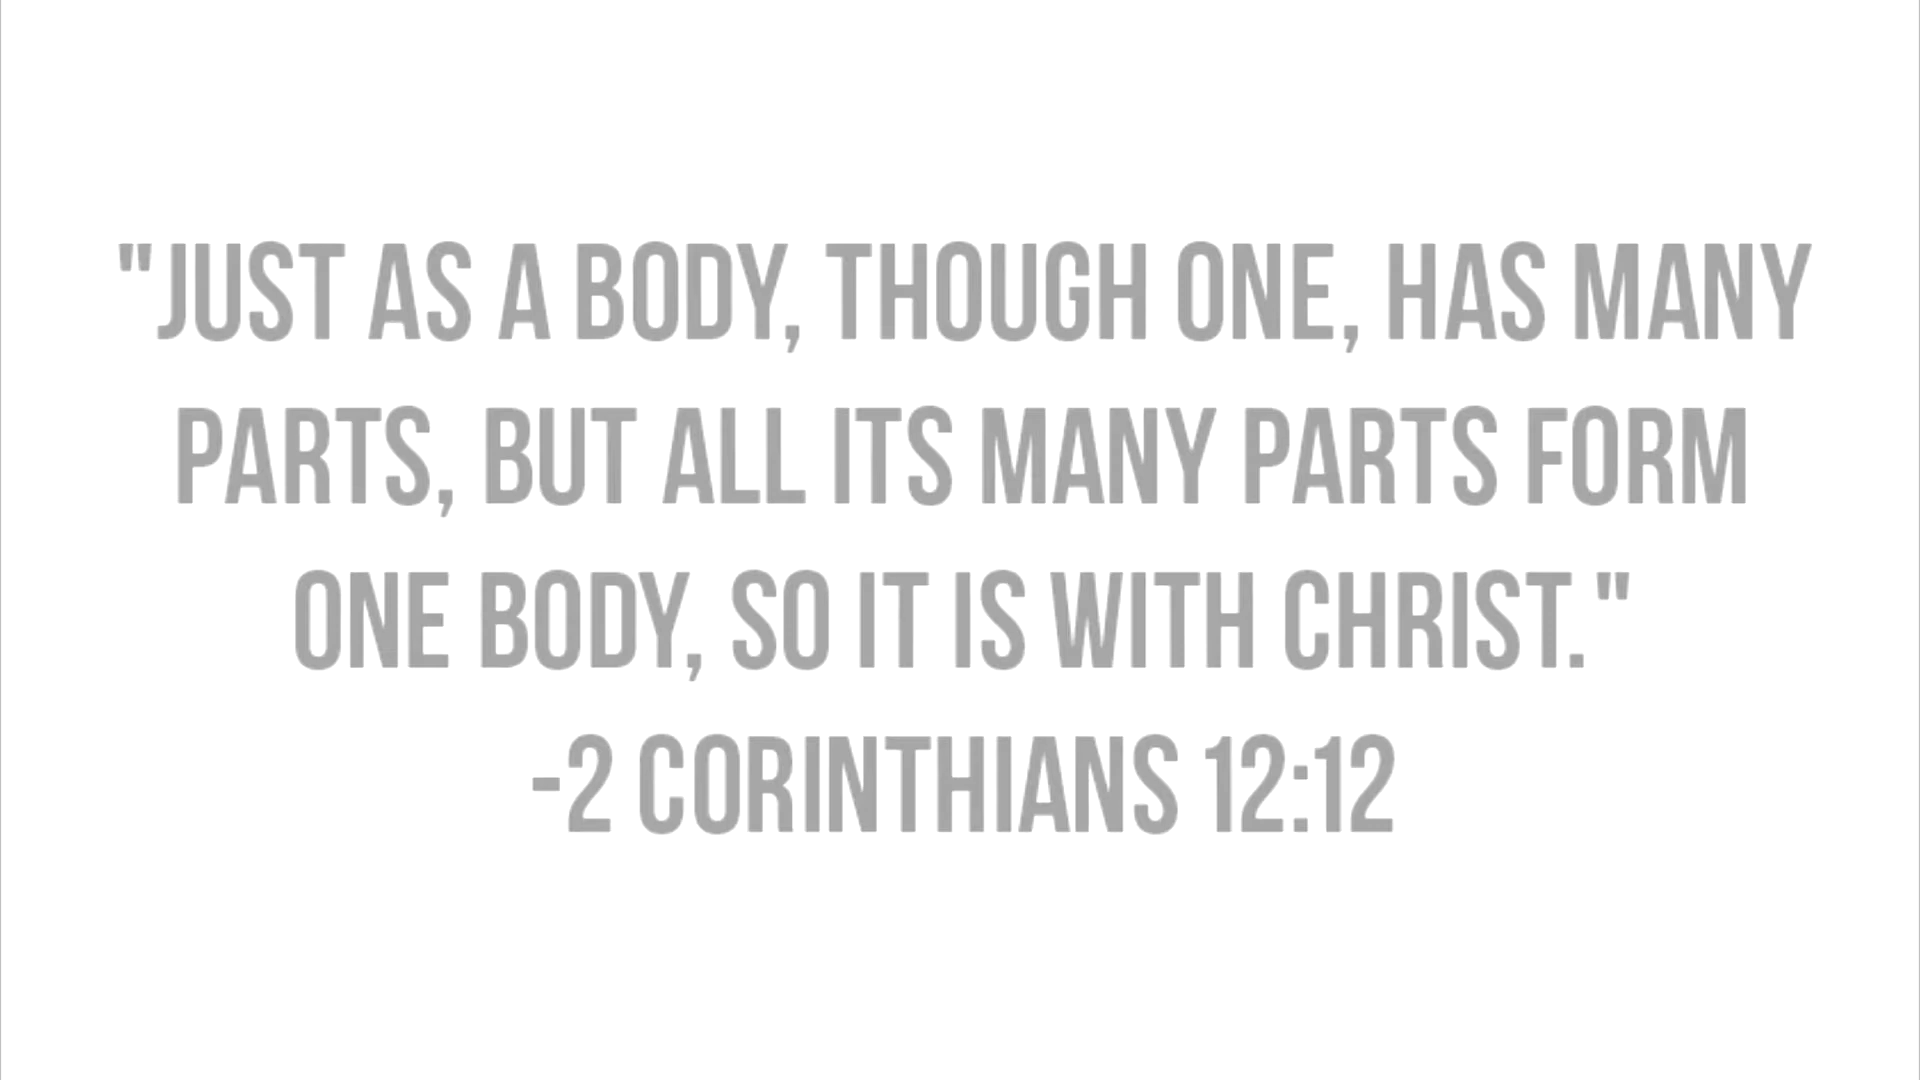 "JUST AS A BODY, THOUGH ONE, HAS MANY
PARTS, BUT ALL ITS MANY PARTS FORM
ONE BODY, SO IT IS WITH CHRIST."
-2 CORINTHIANS 12:12